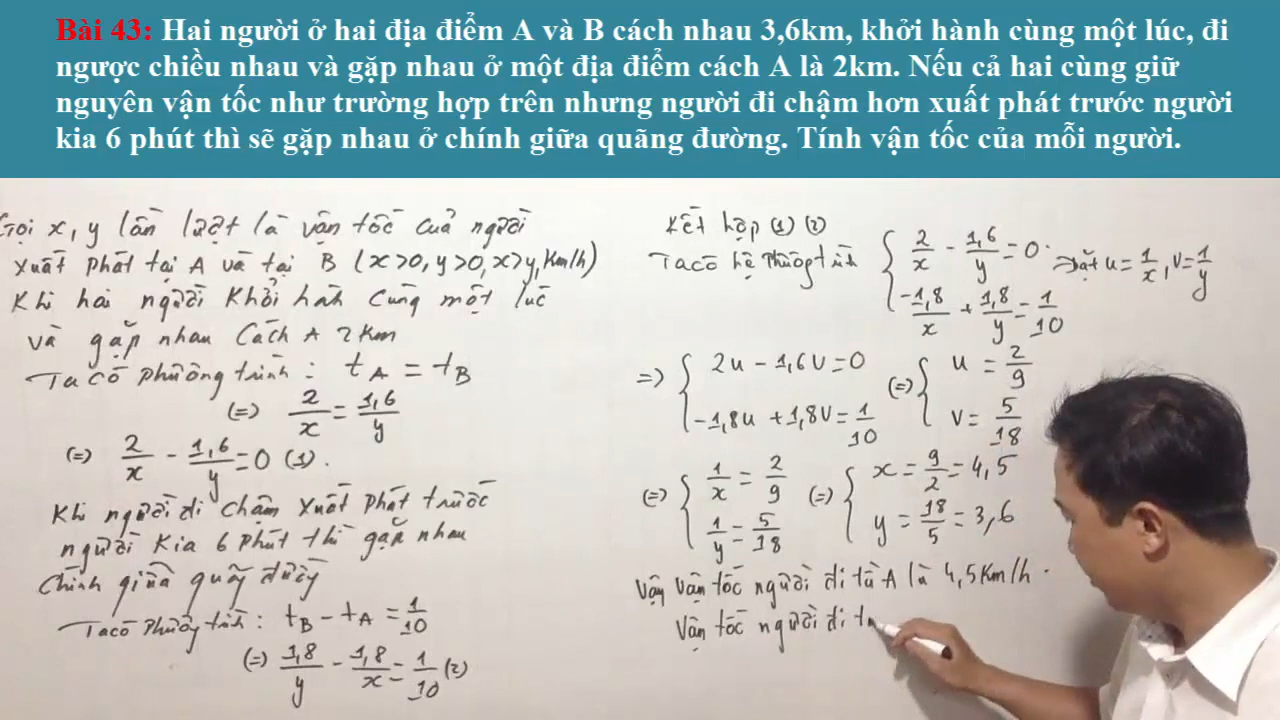 Bài 43: Hai người ở hai địa điểm A và B cách nhau 3,6km, khởi hành cùng một lúc, đi
ngược chiều nhau và gặp nhau ở một địa điểm cách A là 2km. Nếu cả hai cùng giữ
nguyên vận tốc như trường hợp trên nhưng người đi chậm hơn xuất phát trước người
kia 6 phút thì sẽ gặp nhau ở chính giữa quãng đường. Tính vận tốc của mỗi người.
Gọi x, y lần lượt là vận tốc của người
xuất phát tại A và tại B (x>0, y>0, x>y, Km/h)
Khi hai người khởi hành cùng một lúc
và gặp nhau cách A 2Km
Ta có phương trình: t_A = t_B
(=) 2/x = 1,6/y
(=) 2/x - 1,6/y = 0 (1).
Khi người đi chậm xuất phát trước
người kia 6 phút thì gặp nhau
chính giữa quãng đường
Ta có phương trình: t_B - t_A = 1/10
(=) 1,8/y - 1,8/x = 1/10 (2)
Kết hợp (1) (2)
Ta có hệ phương trình { 2/x - 1,6/y = 0 ; -1,8/x + 1,8/y = 1/10 => Đặt u = 1/x, v = 1/y
=> { 2u - 1,6v = 0 ; -1,8u + 1,8v = 1/10 (=) { u = 2/9 ; v = 5/18
(=) { 1/x = 2/9 ; 1/y = 5/18 (=) { x = 9/2 = 4,5 ; y = 18/5 = 3,6
Vậy vận tốc người đi từ A là 4,5Km/h.
Vận tốc người đi từ